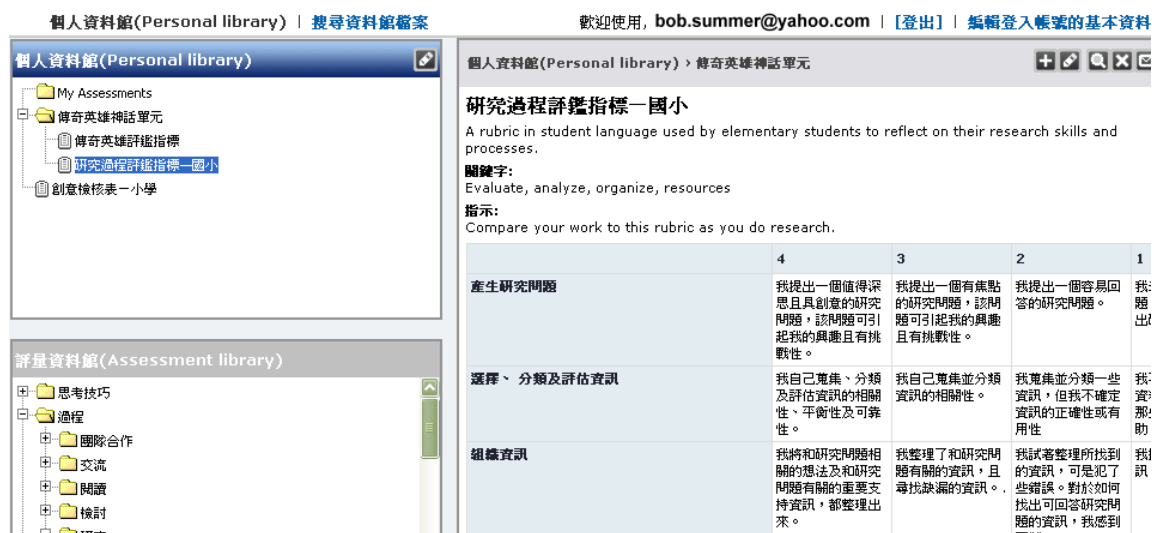 個人資料館(Personal library) | 搜尋資料館檔案
歡迎使用, bob.summer@yahoo.com | [登出] | 編輯登入帳號的基本資料
個人資料館(Personal library)
My Assessments
傳奇英雄神話單元
傳奇英雄評鑑指標
研究過程評鑑指標—國小
創意檢核表－小學
評量資料館(Assessment library)
思考技巧
過程
團隊合作
交流
閱讀
檢討
個人資料館(Personal library) › 傳奇英雄神話單元
研究過程評鑑指標—國小
A rubric in student language used by elementary students to reflect on their research skills and
processes.
關鍵字:
Evaluate, analyze, organize, resources
指示:
Compare your work to this rubric as you do research.
4 3 2 1
產生研究問題
我提出一個值得深
思且具創意的研究
問題，該問題可引
起我的興趣且有挑
戰性。
我提出一個有焦點
的研究問題，該問
題可引起我的興趣
且有挑戰性。
我提出一個容易回
答的研究問題。
選擇、 分類及評估資訊
我自己蒐集、分類
及評估資訊的相關
性、平衡性及可靠
性。
我自己蒐集並分類
資訊的相關性。
我蒐集並分類一些
資訊，但我不確定
資訊的正確性或有
用性
組織資訊
我將和研究問題相
關的想法及和研究
問題有關的重要支
持資訊，都整理出
來。
我整理了和研究問
題有關的資訊，且
尋找缺漏的資訊。.
我試著整理所找到
的資訊，可是犯了
些錯誤。對於如何
找出可回答研究問
題的資訊，我感到